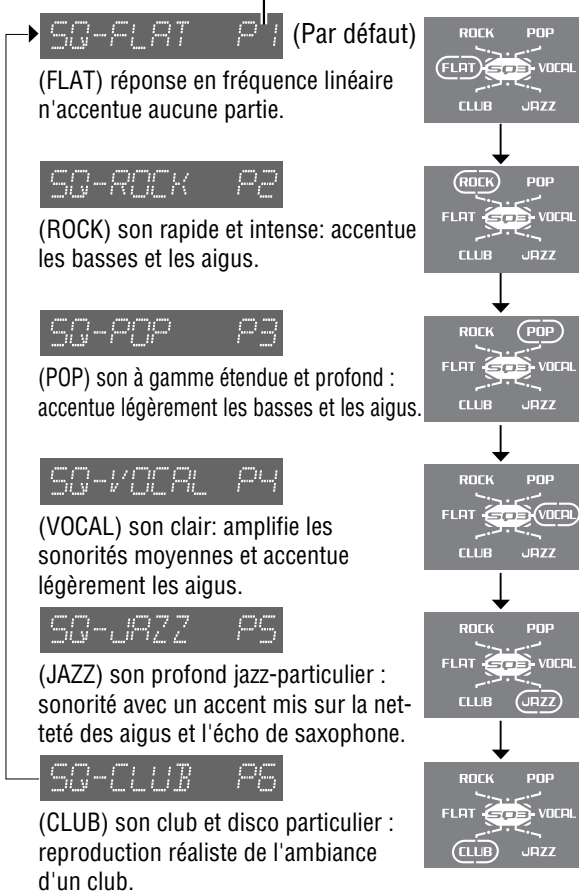 SQ-FLAT P1 (Par défaut)
(FLAT) réponse en fréquence linéaire
n'accentue aucune partie.
ROCK POP
FLAT SQ3 VOCAL
CLUB JAZZ
SQ-ROCK P2
(ROCK) son rapide et intense: accentue
les basses et les aigus.
ROCK POP
FLAT SQ3 VOCAL
CLUB JAZZ
SQ-POP P3
(POP) son à gamme étendue et profond :
accentue légèrement les basses et les aigus.
ROCK POP
FLAT SQ3 VOCAL
CLUB JAZZ
SQ-VOCAL P4
(VOCAL) son clair: amplifie les
sonorités moyennes et accentue
légèrement les aigus.
ROCK POP
FLAT SQ3 VOCAL
CLUB JAZZ
SQ-JAZZ P5
(JAZZ) son profond jazz-particulier :
sonorité avec un accent mis sur la net-
teté des aigus et l'écho de saxophone.
ROCK POP
FLAT SQ3 VOCAL
CLUB JAZZ
SQ-CLUB P6
(CLUB) son club et disco particulier :
reproduction réaliste de l'ambiance
d'un club.
ROCK POP
FLAT SQ3 VOCAL
CLUB JAZZ